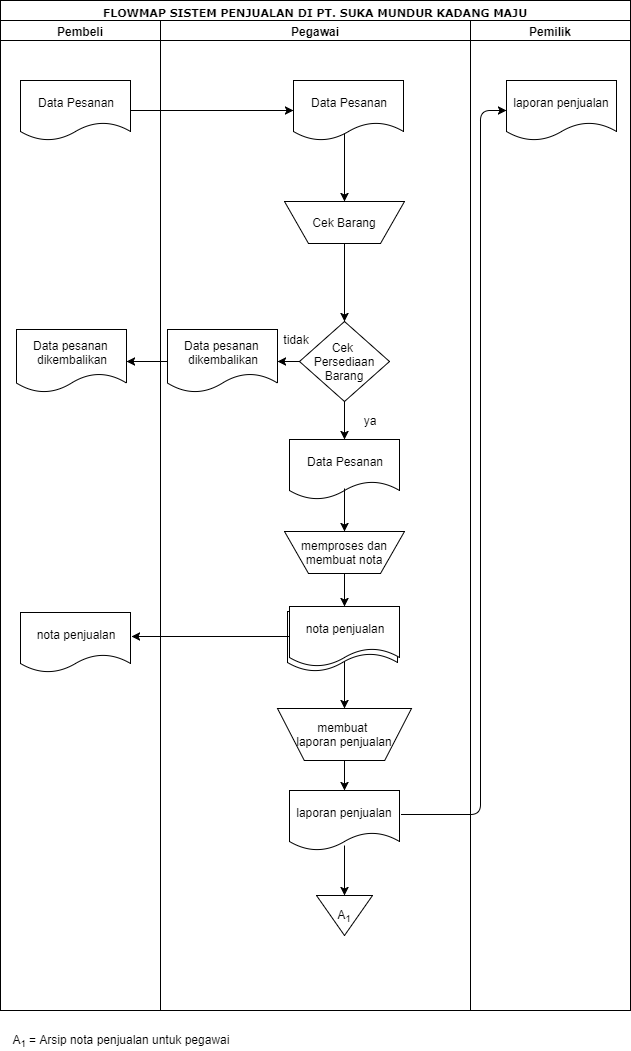 FLOWMAP SISTEM PENJUALAN DI PT. SUKA MUNDUR KADANG MAJU
Pembeli
Pegawai
Pemilik
Data Pesanan
Data Pesanan
laporan penjualan
Cek Barang
Data pesanan
dikembalikan
Data pesanan
dikembalikan
tidak
Cek
Persediaan
Barang
ya
Data Pesanan
memproses dan
membuat nota
nota penjualan
nota penjualan
membuat
laporan penjualan
laporan penjualan
A1
A1 = Arsip nota penjualan untuk pegawai